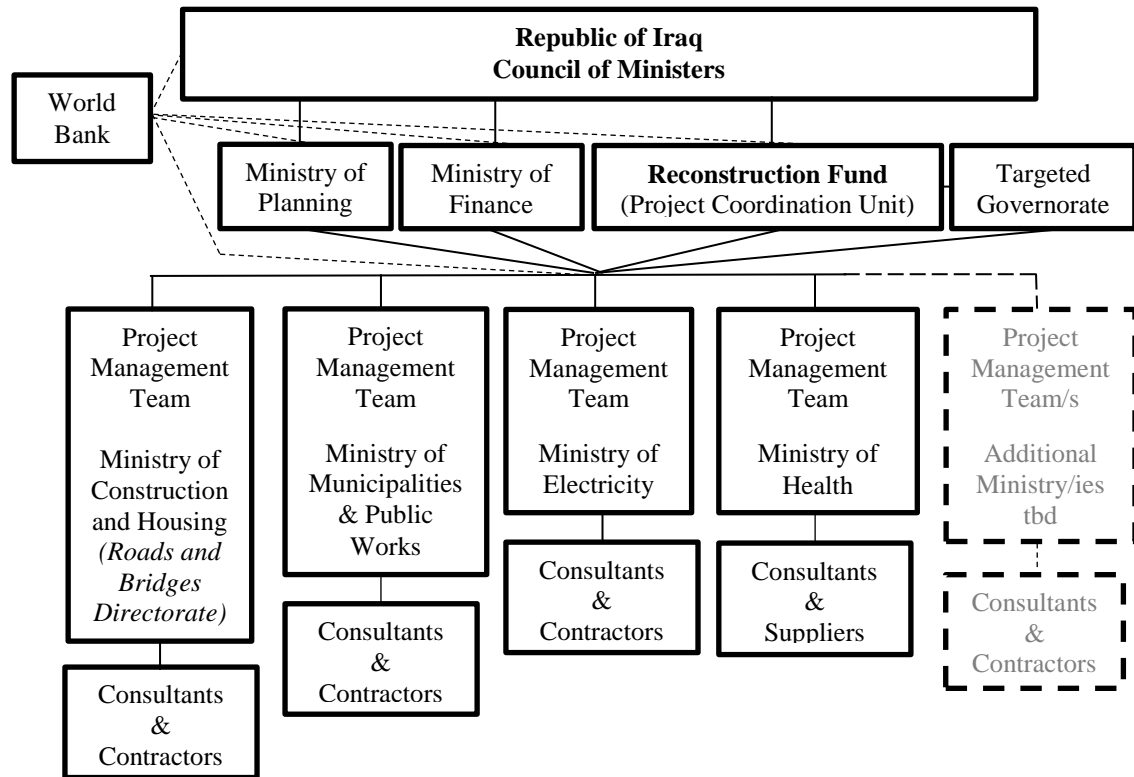 Republic of Iraq
Council of Ministers
World
Bank
Ministry of
Planning
Ministry of
Finance
Reconstruction Fund
(Project Coordination Unit)
Targeted
Governorate
Project
Management
Team
Ministry of
Construction
and Housing
(Roads and
Bridges
Directorate)
Project
Management
Team
Ministry of
Municipalities
& Public
Works
Project
Management
Team
Ministry of
Electricity
Project
Management
Team
Ministry of
Health
Project
Management
Team/s
Additional
Ministry/ies
tbd
Consultants
&
Contractors
Consultants
&
Contractors
Consultants
&
Contractors
Consultants
&
Suppliers
Consultants
&
Contractors